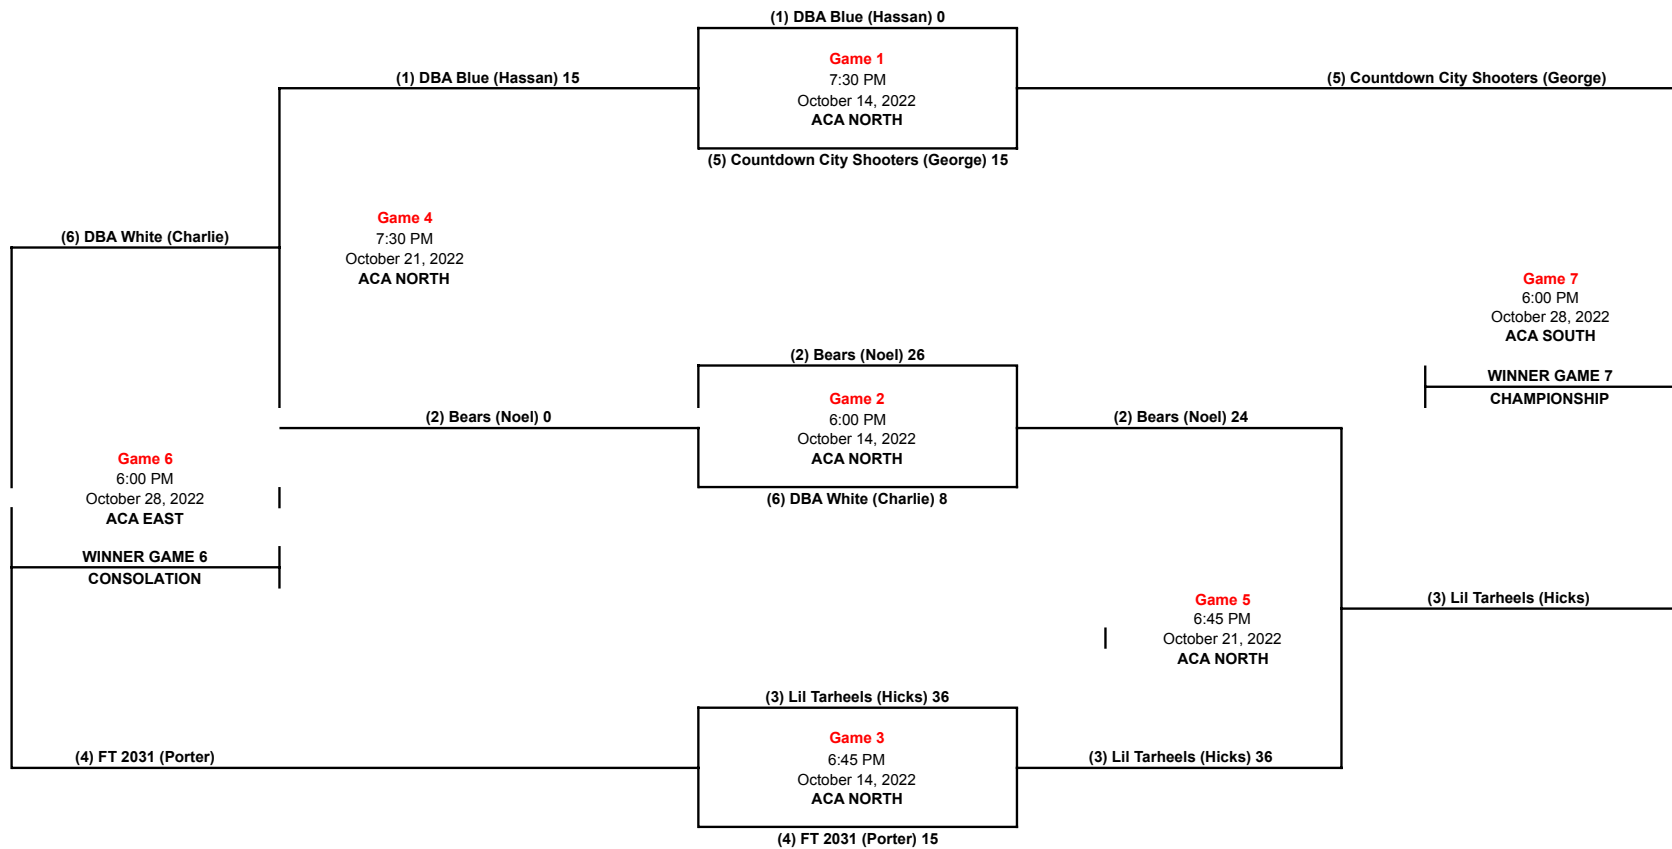 (1) DBA Blue (Hassan) 0
Game 1
7:30 PM
October 14, 2022
ACA NORTH
(1) DBA Blue (Hassan) 15
(5) Countdown City Shooters (George)
(5) Countdown City Shooters (George) 15
Game 4
7:30 PM
October 21, 2022
ACA NORTH
(6) DBA White (Charlie)
Game 7
6:00 PM
October 28, 2022
ACA SOUTH
(2) Bears (Noel) 26
WINNER GAME 7
CHAMPIONSHIP
Game 2
6:00 PM
October 14, 2022
ACA NORTH
(2) Bears (Noel) 0
(2) Bears (Noel) 24
Game 6
6:00 PM
October 28, 2022
ACA EAST
(6) DBA White (Charlie) 8
WINNER GAME 6
CONSOLATION
Game 5
6:45 PM
October 21, 2022
ACA NORTH
(3) Lil Tarheels (Hicks)
(3) Lil Tarheels (Hicks) 36
Game 3
6:45 PM
October 14, 2022
ACA NORTH
(4) FT 2031 (Porter)
(3) Lil Tarheels (Hicks) 36
(4) FT 2031 (Porter) 15